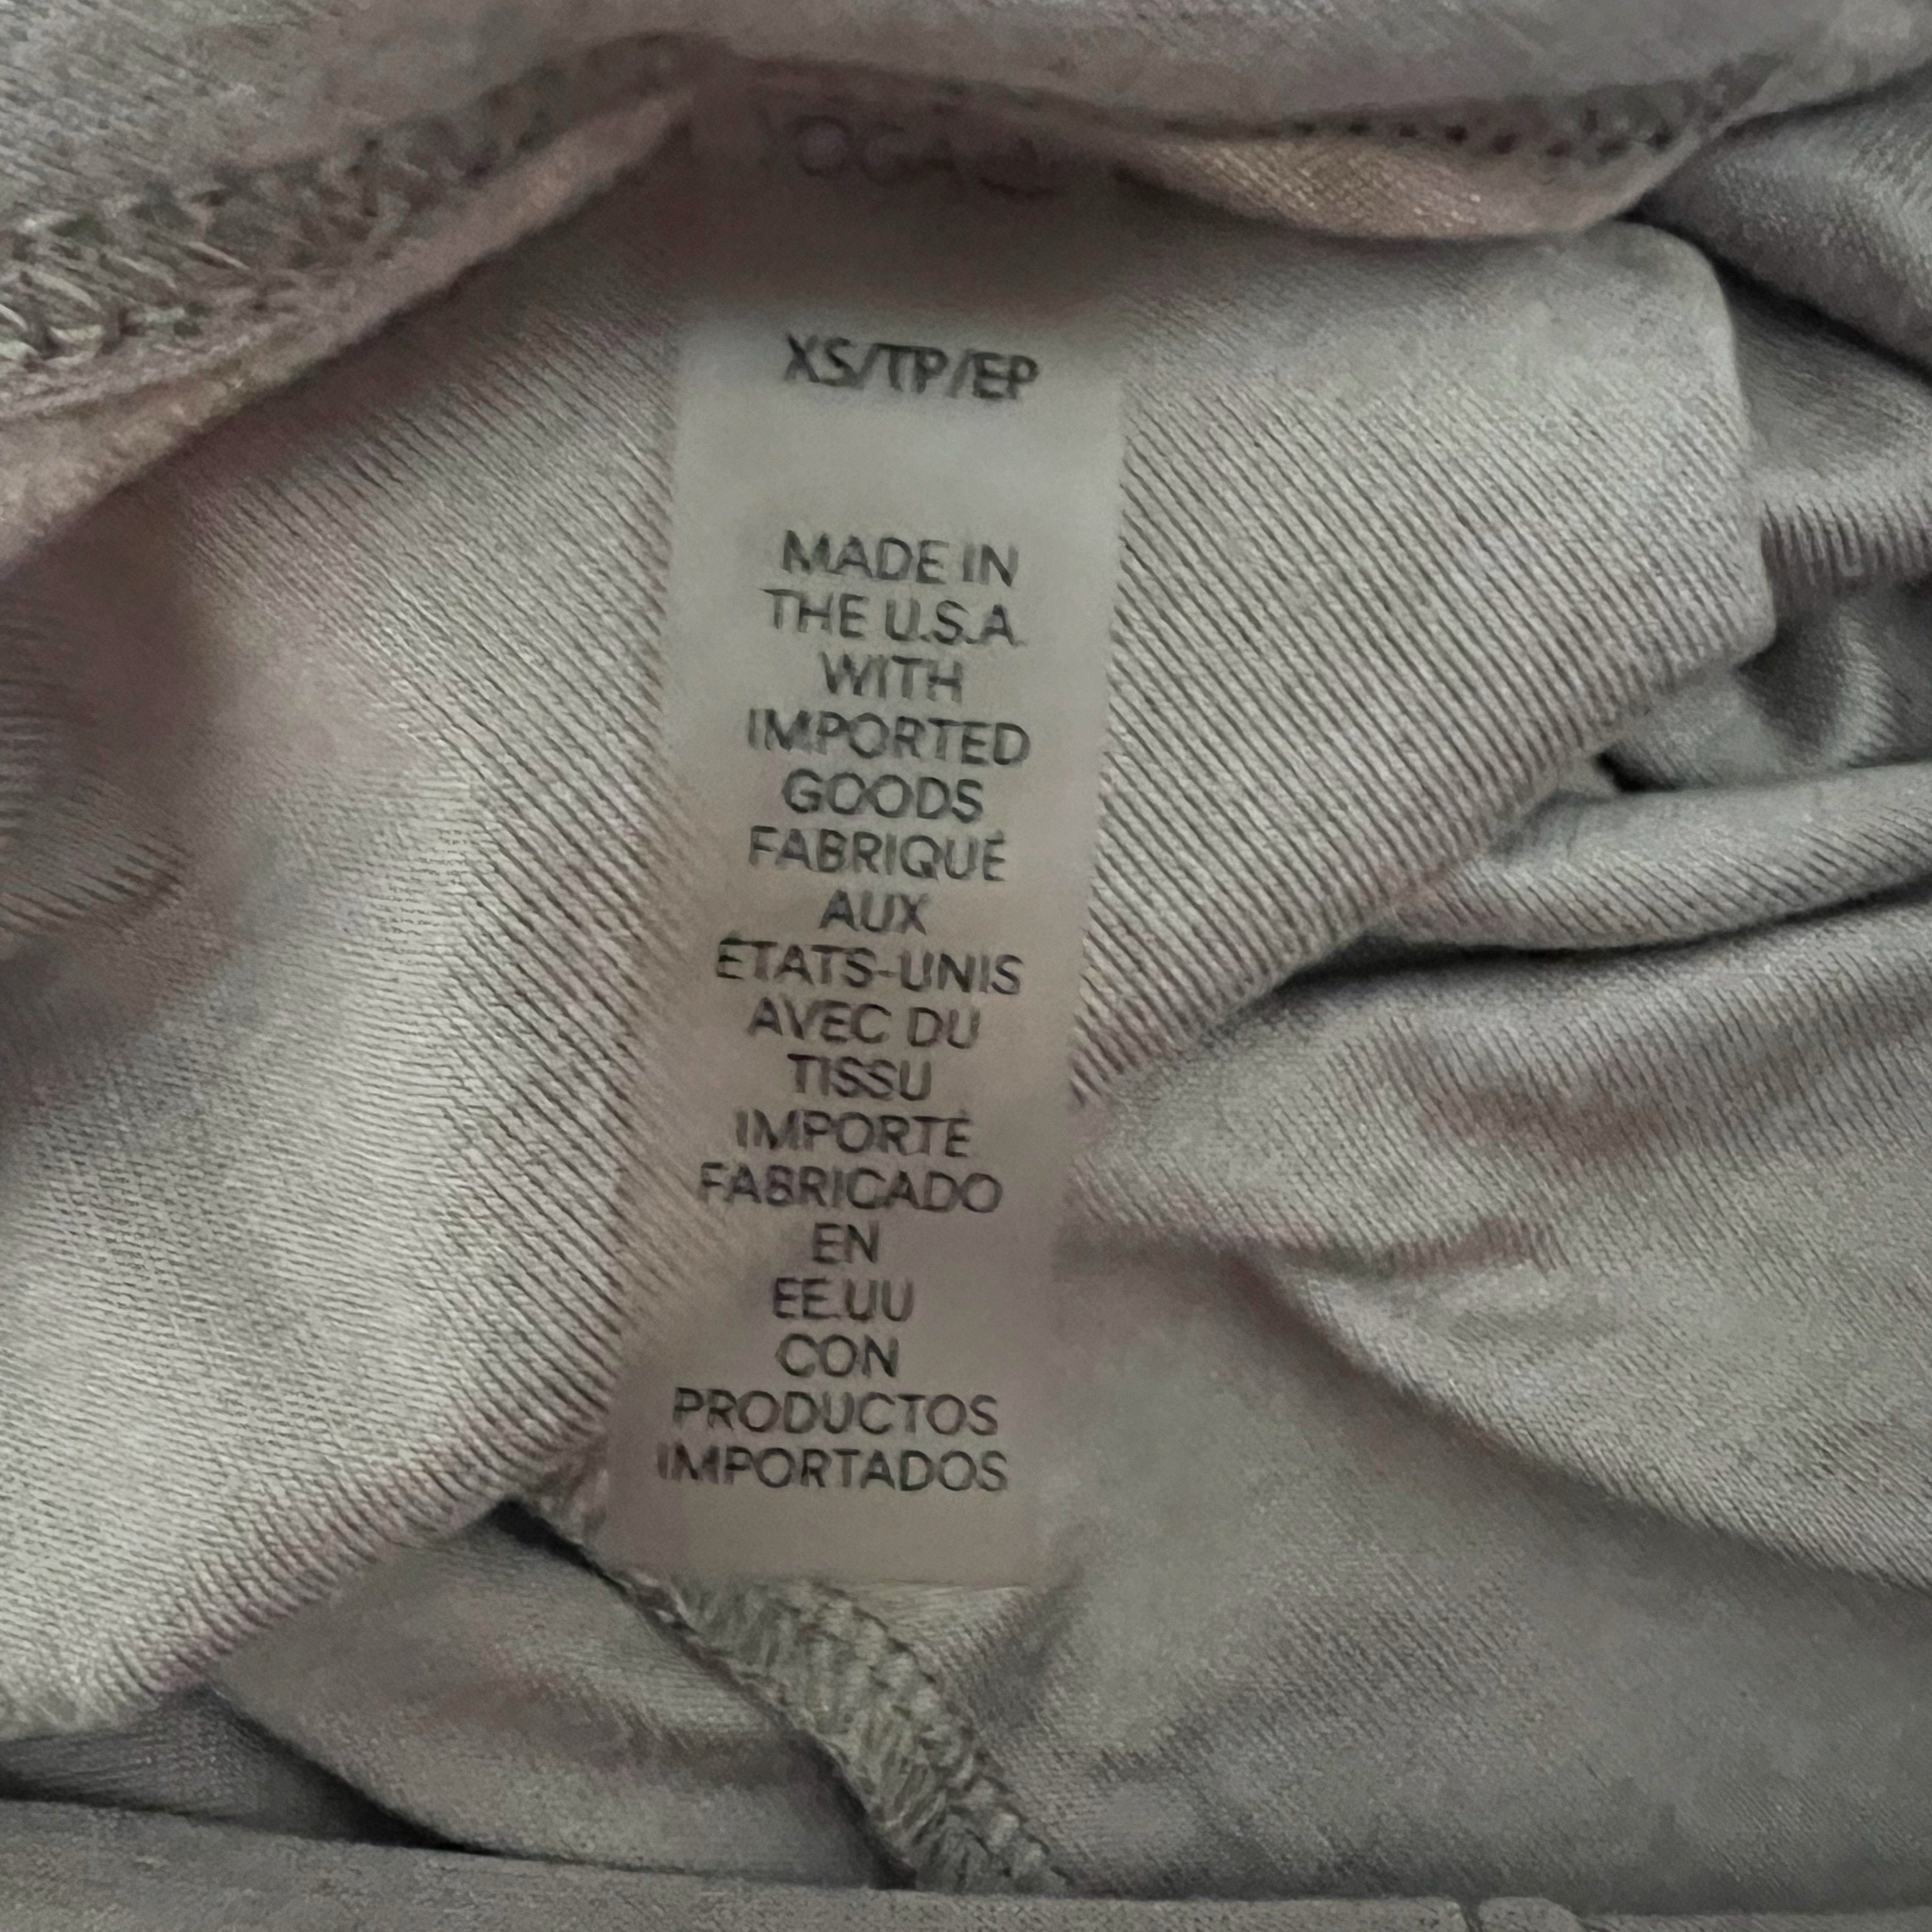 YOGA
XS/TP/EP
MADE IN
THE U.S.A.
WITH
IMPORTED
GOODS
FABRIQUÉ
AUX
ÉTATS-UNIS
AVEC DU
TISSU
IMPORTÉ
FABRICADO
EN
EE.UU
CON
PRODUCTOS
IMPORTADOS